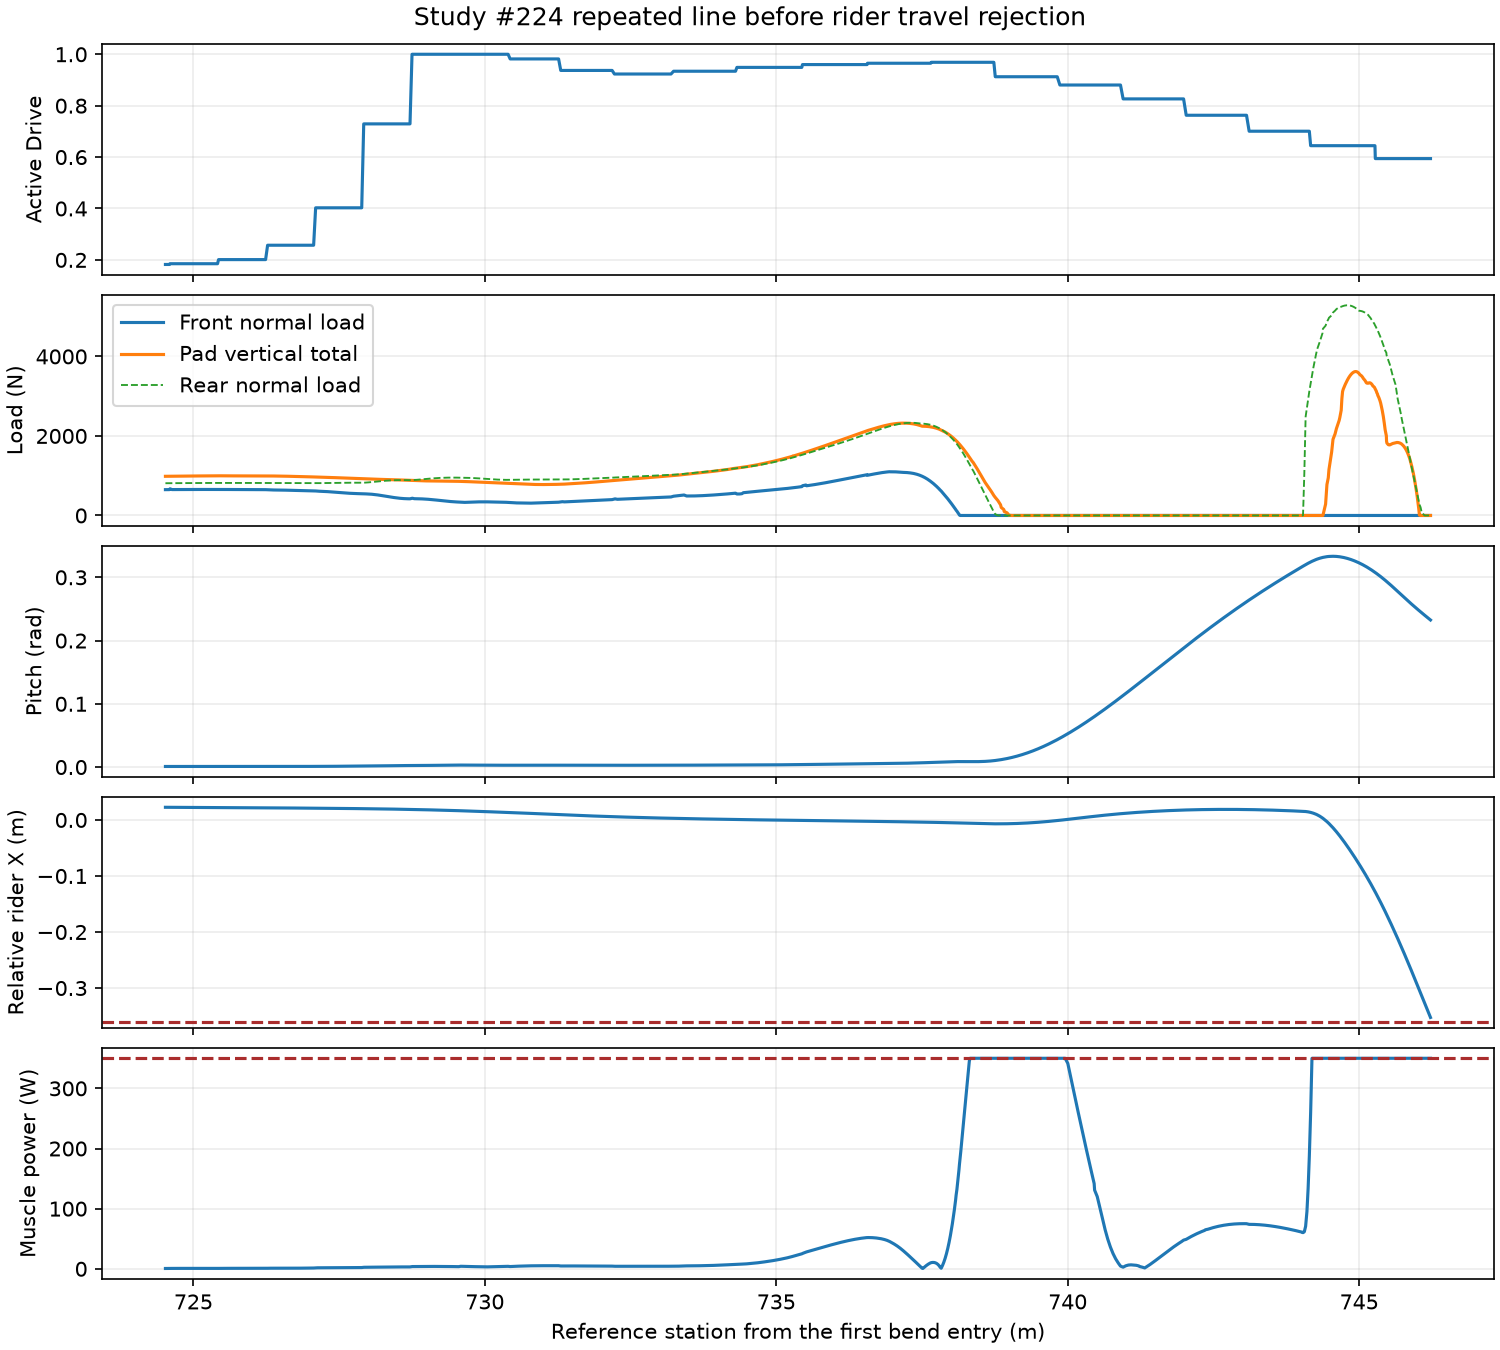 Study #224 repeated line before rider travel rejection
Active Drive
1.0
0.8
0.6
0.4
0.2
Load (N)
4000
2000
0
Front normal load
Pad vertical total
Rear normal load
Pitch (rad)
0.3
0.2
0.1
0.0
Relative rider X (m)
0.0
−0.1
−0.2
−0.3
Muscle power (W)
300
200
100
0
725 730 735 740 745
Reference station from the first bend entry (m)